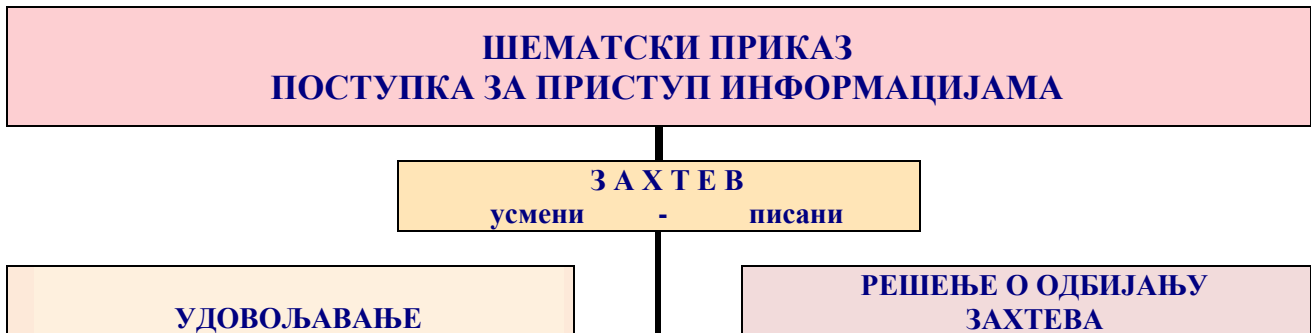 ШЕМАТСКИ ПРИКАЗ
ПОСТУПКА ЗА ПРИСТУП ИНФОРМАЦИЈАМА
З А Х Т Е В
усмени - писани
УДОВОЉАВАЊЕ
РЕШЕЊЕ О ОДБИЈАЊУ
ЗАХТЕВА